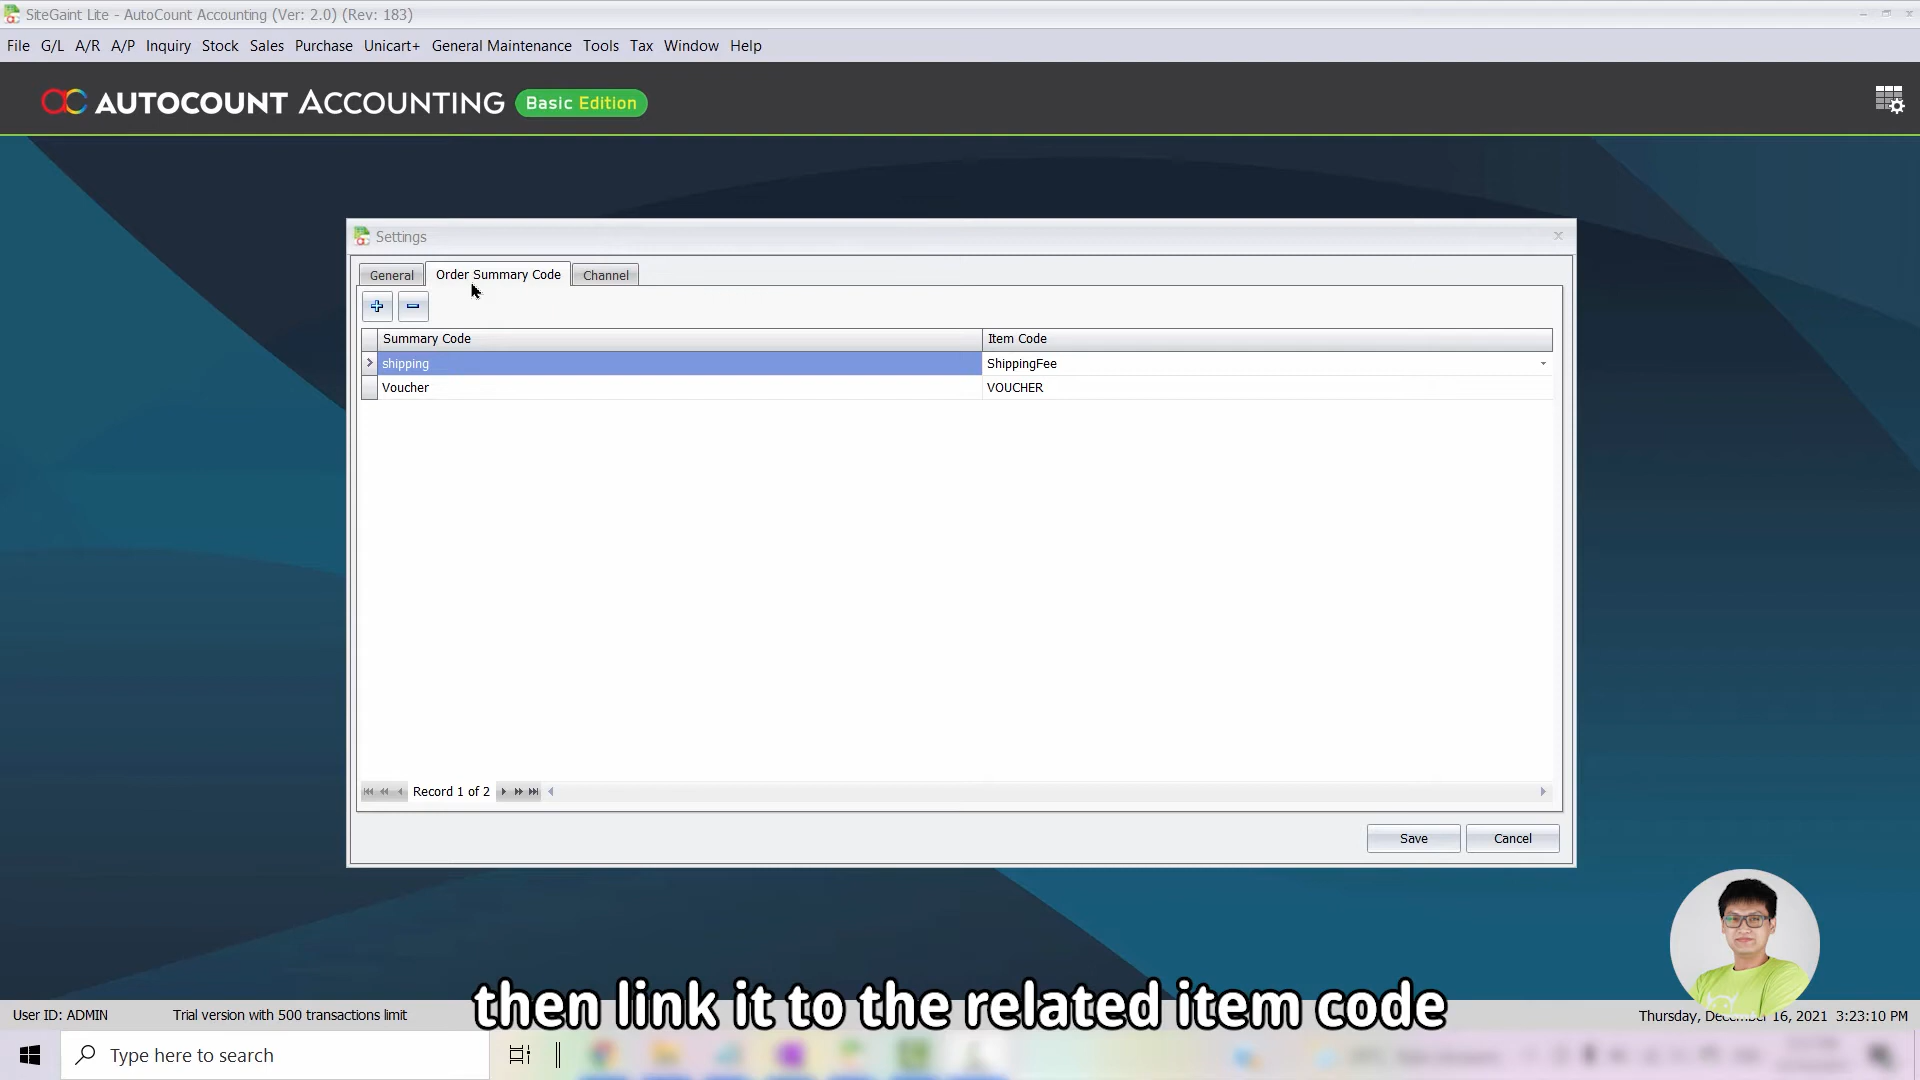 SiteGaint Lite - AutoCount Accounting (Ver: 2.0) (Rev: 183)
File G/L A/R A/P Inquiry Stock Sales Purchase Unicart+ General Maintenance Tools Tax Window Help
AUTOCOUNT ACCOUNTING Basic Edition
Settings
General Order Summary Code Channel
Summary Code Item Code
shipping ShippingFee
Voucher VOUCHER
Record 1 of 2
Save Cancel
then link it to the related item code
User ID: ADMIN Trial version with 500 transactions limit
Thursday, December 16, 2021 3:23:10 PM
Type here to search